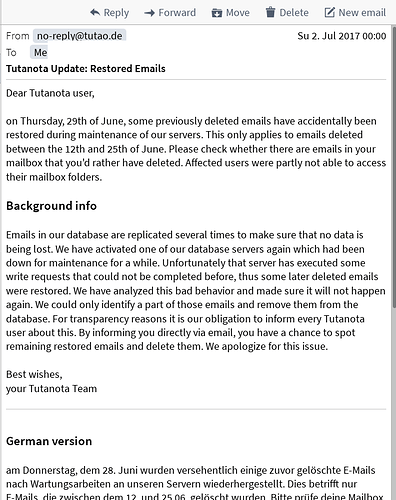 Reply Forward Move Delete New email
From no-reply@tutao.de Su 2. Jul 2017 00:00
To Me
Tutanota Update: Restored Emails
Dear Tutanota user,
on Thursday, 29th of June, some previously deleted emails have accidentally been
restored during maintenance of our servers. This only applies to emails deleted
between the 12th and 25th of June. Please check whether there are emails in your
mailbox that you'd rather have deleted. Affected users were partly not able to access
their mailbox folders.
Background info
Emails in our database are replicated several times to make sure that no data is
being lost. We have activated one of our database servers again which had been
down for maintenance for a while. Unfortunately that server has executed some
write requests that could not be completed before, thus some later deleted emails
were restored. We have analyzed this bad behavior and made sure it will not happen
again. We could only identify a part of those emails and remove them from the
database. For transparency reasons it is our obligation to inform every Tutanota
user about this. By informing you directly via email, you have a chance to spot
remaining restored emails and delete them. We apologize for this issue.
Best wishes,
your Tutanota Team
German version
am Donnerstag, dem 28. Juni wurden versehentlich einige zuvor gelöschte E-Mails
nach Wartungsarbeiten an unseren Servern wiederhergestellt. Dies betrifft nur
E-Mails, die zwischen dem 12. und 25.06. gelöscht wurden. Bitte prüfe deine Mailbox